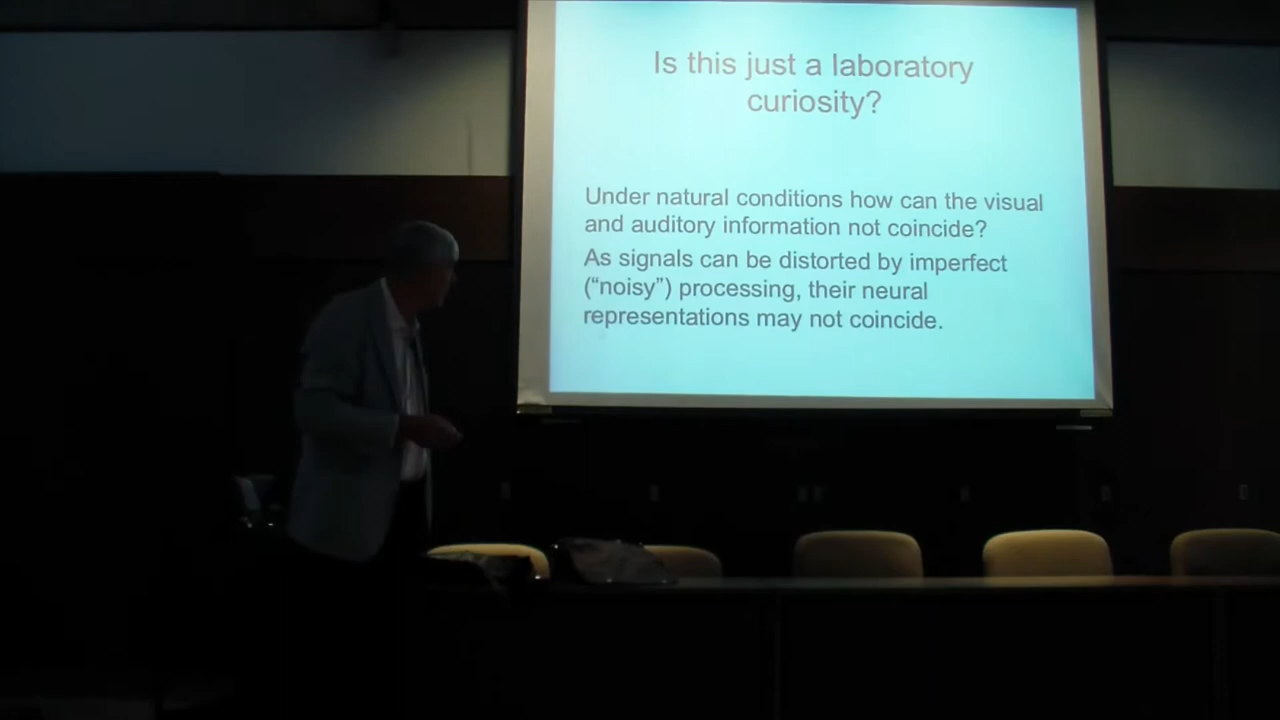 Is this just a laboratory
curiosity?
Under natural conditions how can the visual
and auditory information not coincide?
As signals can be distorted by imperfect
(“noisy”) processing, their neural
representations may not coincide.